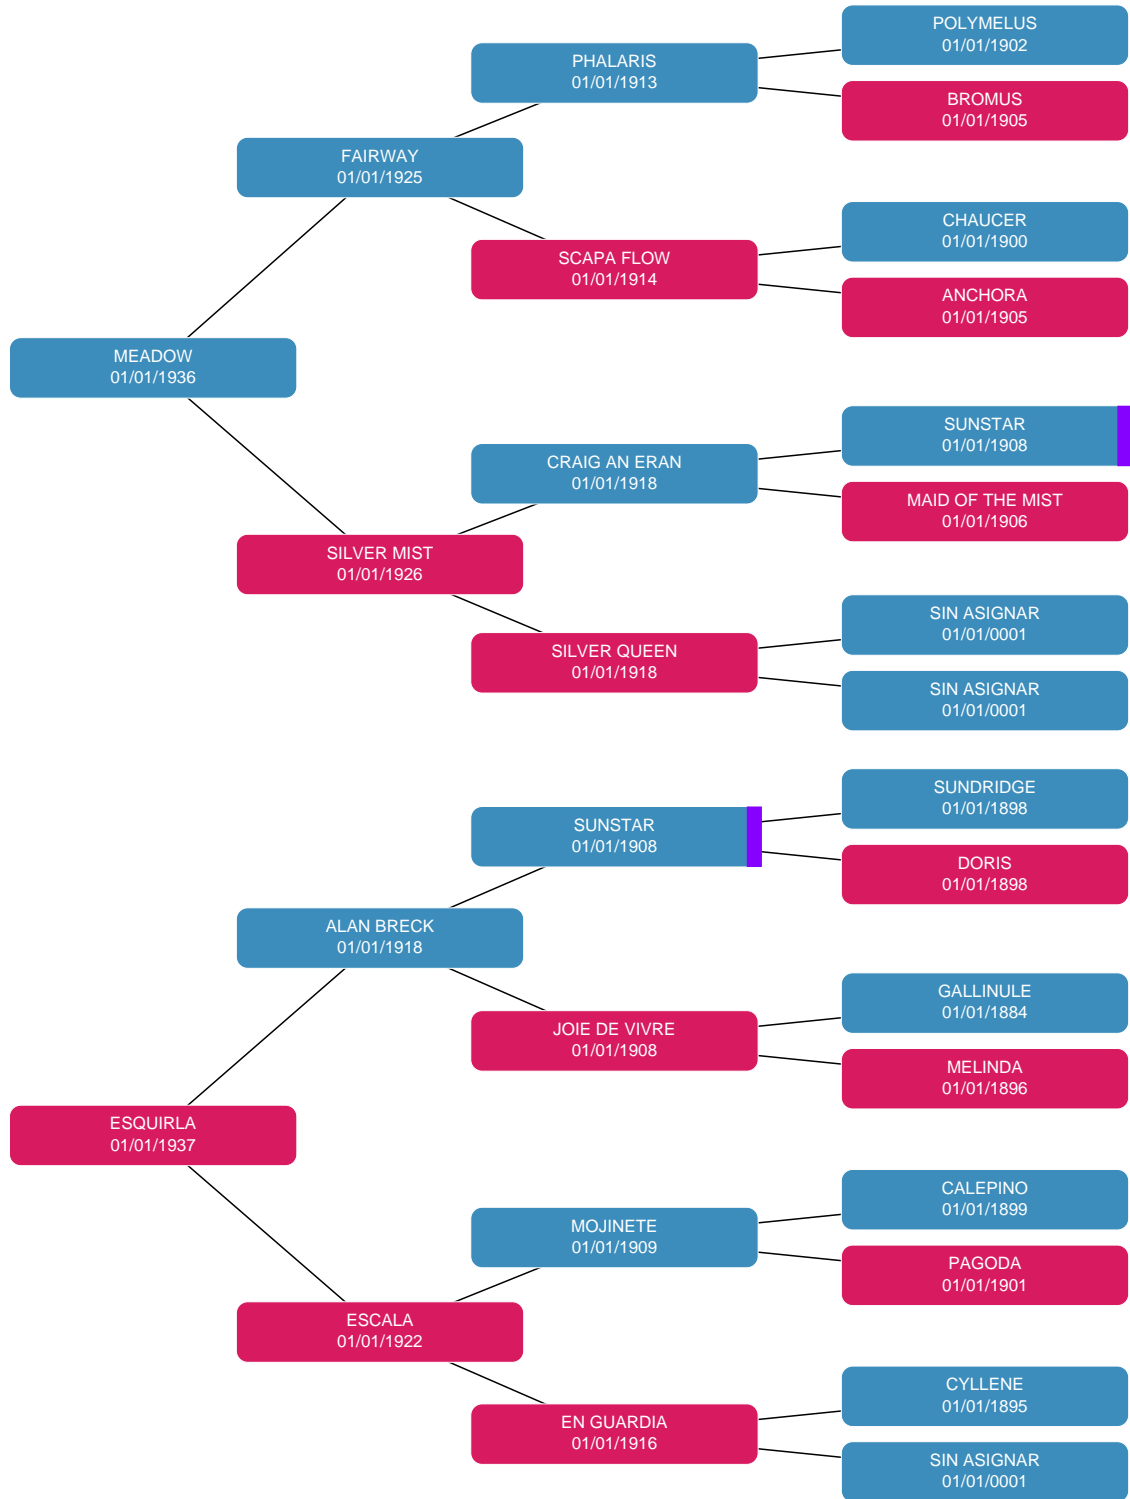 POLYMELUS
01/01/1902
PHALARIS
01/01/1913
BROMUS
01/01/1905
FAIRWAY
01/01/1925
CHAUCER
01/01/1900
SCAPA FLOW
01/01/1914
ANCHORA
01/01/1905
MEADOW
01/01/1936
SUNSTAR
01/01/1908
CRAIG AN ERAN
01/01/1918
MAID OF THE MIST
01/01/1906
SILVER MIST
01/01/1926
SIN ASIGNAR
01/01/0001
SILVER QUEEN
01/01/1918
SIN ASIGNAR
01/01/0001
SUNDRIDGE
01/01/1898
SUNSTAR
01/01/1908
DORIS
01/01/1898
ALAN BRECK
01/01/1918
GALLINULE
01/01/1884
JOIE DE VIVRE
01/01/1908
MELINDA
01/01/1896
ESQUIRLA
01/01/1937
CALEPINO
01/01/1899
MOJINETE
01/01/1909
PAGODA
01/01/1901
ESCALA
01/01/1922
CYLLENE
01/01/1895
EN GUARDIA
01/01/1916
SIN ASIGNAR
01/01/0001